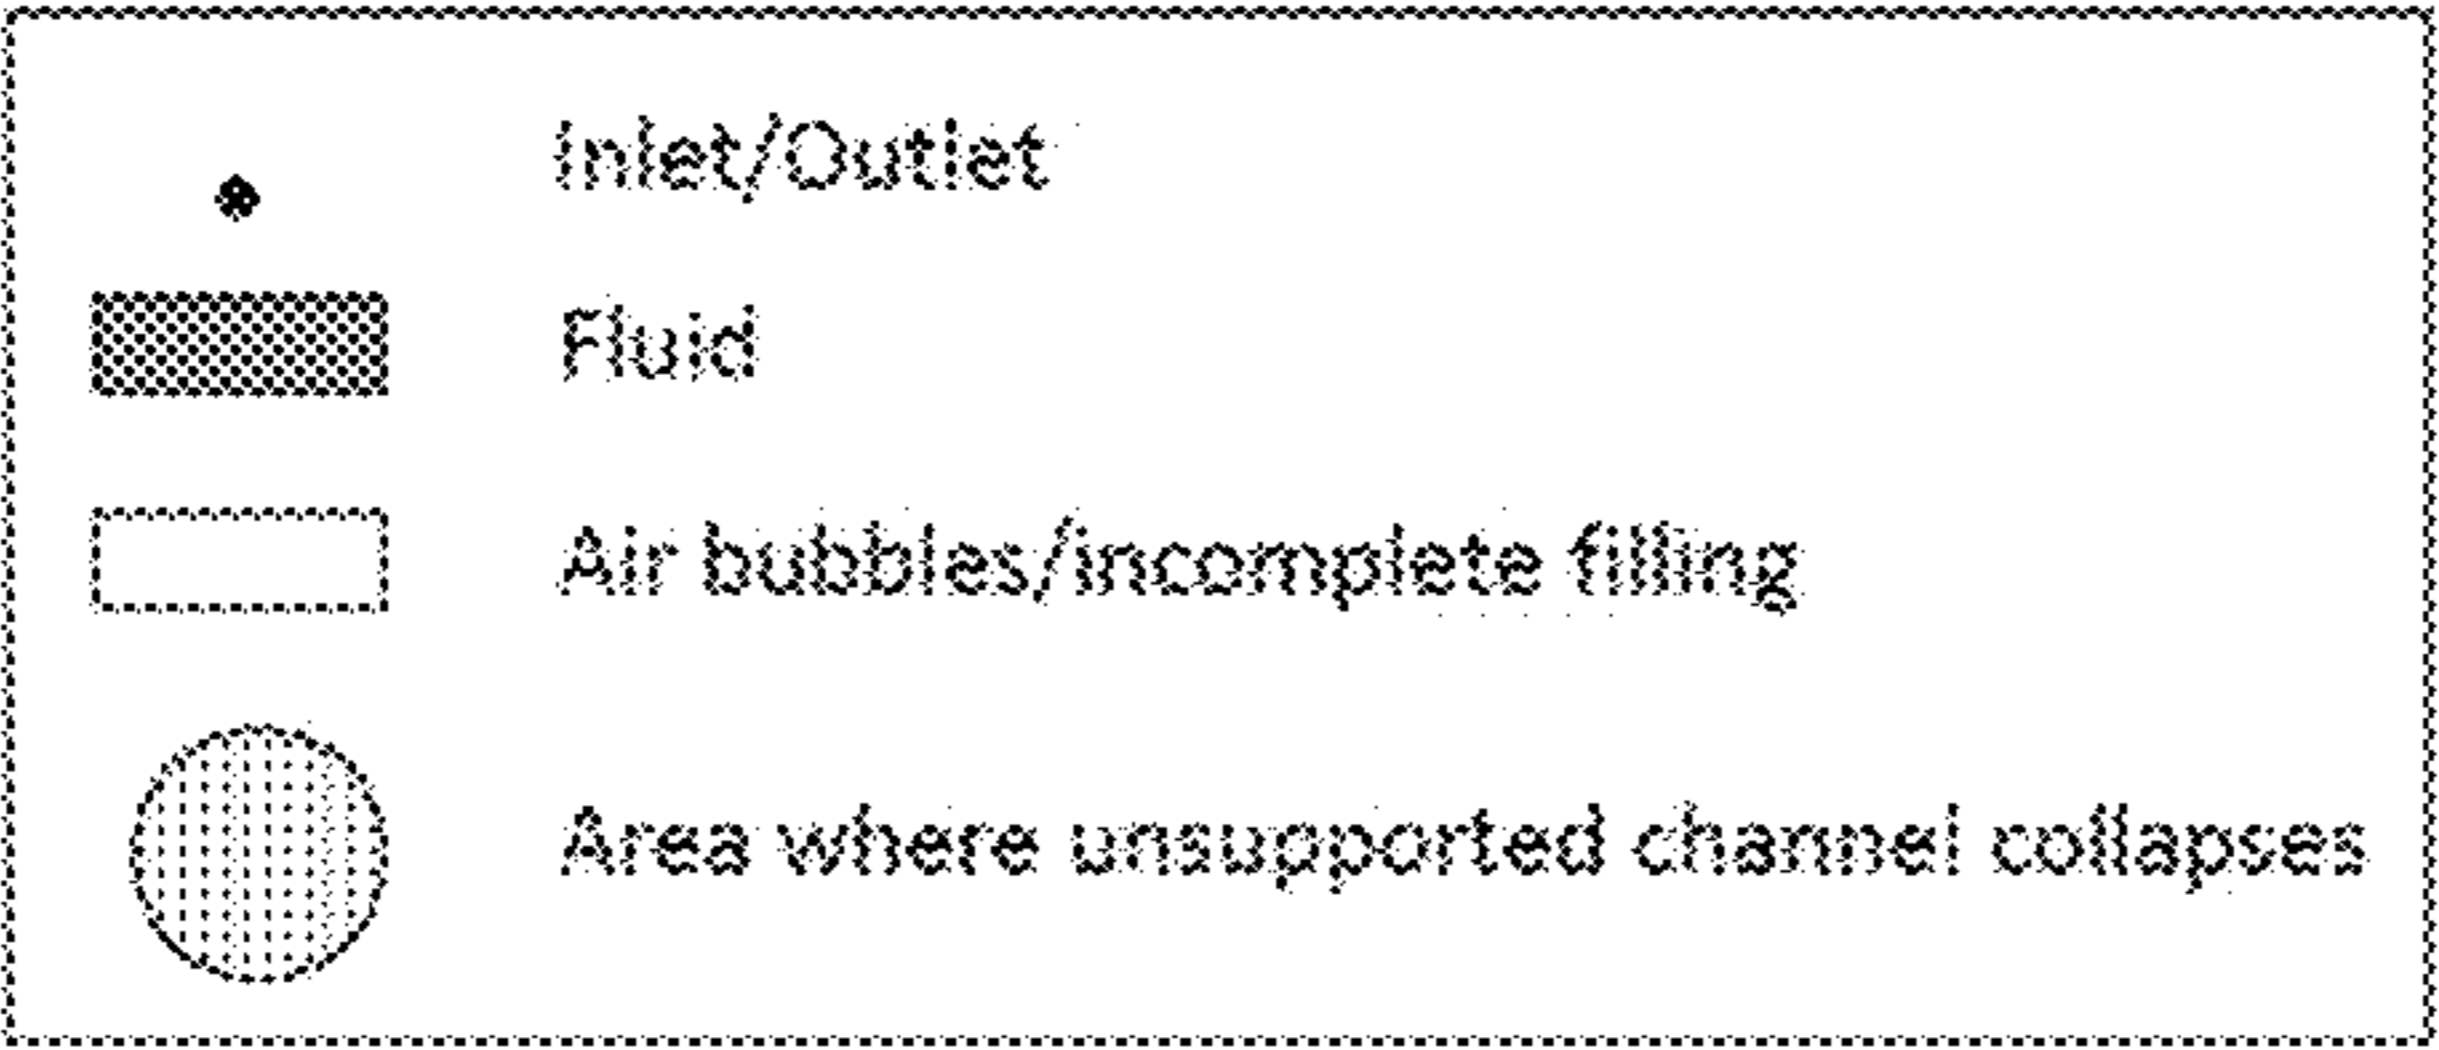 Inlet/Outlet
Fluid
Air bubbles/incomplete filling
Area where unsupported channel collapses